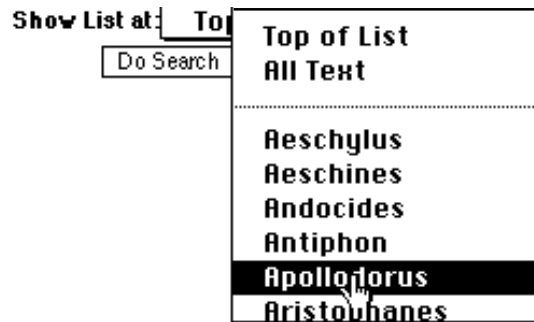 Show List at: Top
Do Search
Top of List
All Text
Aeschylus
Aeschines
Andocides
Antiphon
Apollodorus
Aristophanes